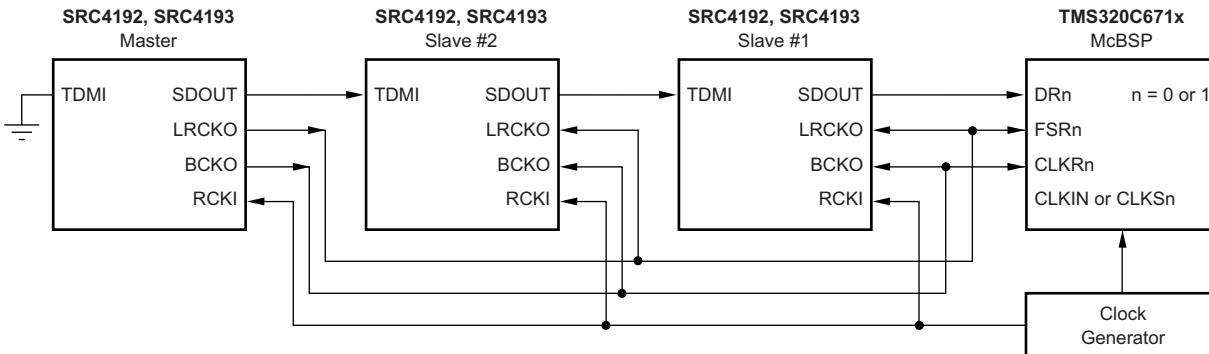 SRC4192, SRC4193
Master
SRC4192, SRC4193
Slave #2
SRC4192, SRC4193
Slave #1
TMS320C671x
McBSP
TDMI
SDOUT
LRCKO
BCKO
RCKI
TDMI
SDOUT
LRCKO
BCKO
RCKI
TDMI
SDOUT
LRCKO
BCKO
RCKI
DRn
n = 0 or 1
FSRn
CLKRn
CLKIN or CLKSn
Clock
Generator